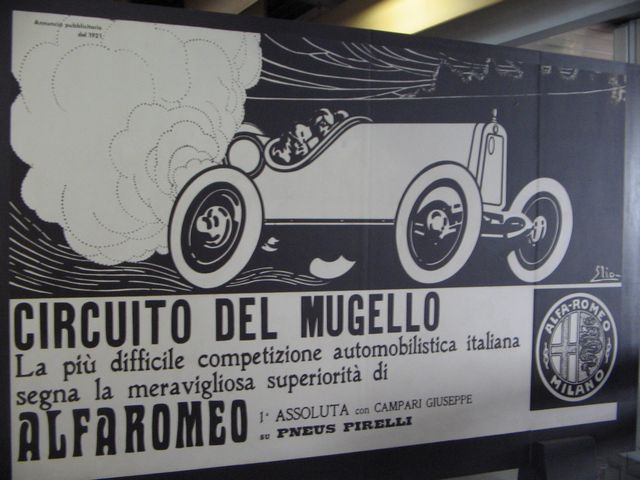 Annuncio pubblicitario
del 1921
Elio
CIRCUITO DEL MUGELLO
La più difficile competizione automobilistica italiana
segna la meravigliosa superiorità di
ALFAROMEO
1ª ASSOLUTA con CAMPARI GIUSEPPE
su PNEUS PIRELLI
ALFA-ROMEO
MILANO